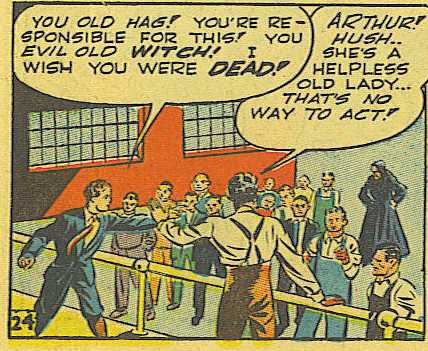 YOU OLD HAG! YOU'RE RE-
SPONSIBLE FOR THIS! YOU
EVIL OLD WITCH! I
WISH YOU WERE DEAD!
ARTHUR!
HUSH..
SHE'S A
HELPLESS
OLD LADY...
THAT'S NO
WAY TO ACT!
24